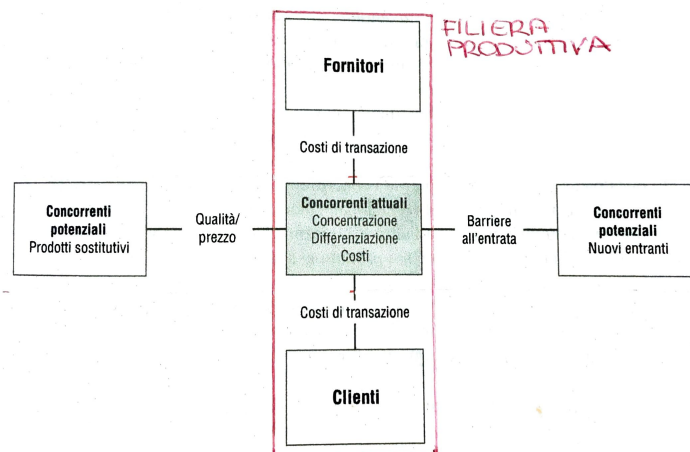 FILIERA
PRODUTTIVA
Fornitori
Costi di transazione
Concorrenti
potenziali
Prodotti sostitutivi
Qualità/
prezzo
Concorrenti attuali
Concentrazione
Differenziazione
Costi
Barriere
all'entrata
Concorrenti
potenziali
Nuovi entranti
Costi di transazione
Clienti